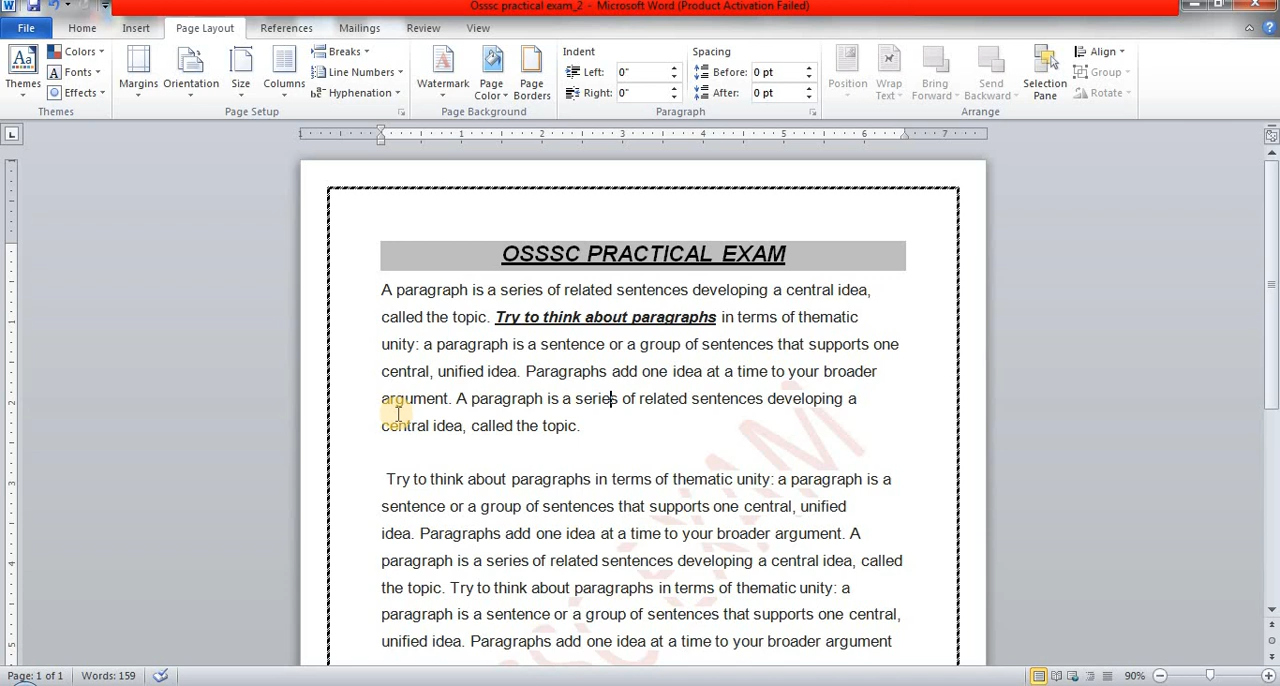 Osssc practical exam_2 - Microsoft Word (Product Activation Failed)
File Home Insert Page Layout References Mailings Review View
Themes Colors Fonts Effects
Margins Orientation Size Columns Breaks Line Numbers Hyphenation
Watermark Page Color Page Borders
Indent Left: 0" Right: 0"
Spacing Before: 0 pt After: 0 pt
Position Wrap Text Bring Forward Send Backward Selection Pane Align Group Rotate
Themes Page Setup Page Background Paragraph Arrange
1 1 2 3 4 5 6 7
OSSSC PRACTICAL EXAM
A paragraph is a series of related sentences developing a central idea,
called the topic. Try to think about paragraphs in terms of thematic
unity: a paragraph is a sentence or a group of sentences that supports one
central, unified idea. Paragraphs add one idea at a time to your broader
argument. A paragraph is a series of related sentences developing a
central idea, called the topic.
Try to think about paragraphs in terms of thematic unity: a paragraph is a
sentence or a group of sentences that supports one central, unified
idea. Paragraphs add one idea at a time to your broader argument. A
paragraph is a series of related sentences developing a central idea, called
the topic. Try to think about paragraphs in terms of thematic unity: a
paragraph is a sentence or a group of sentences that supports one central,
unified idea. Paragraphs add one idea at a time to your broader argument
Page: 1 of 1 Words: 159 90%